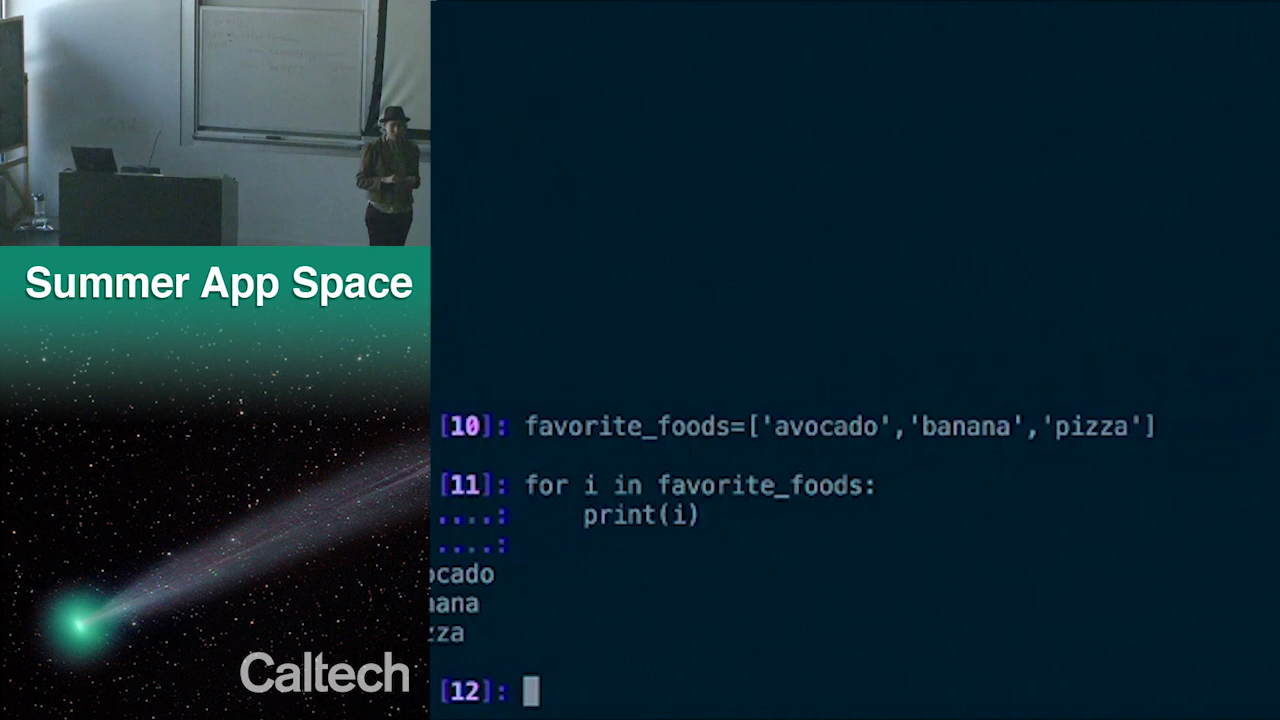 Summer App Space
Caltech
[10]: favorite_foods=['avocado','banana','pizza']
[11]: for i in favorite_foods:
....:     print(i)
....:
ocado
nana
zza
[12]: